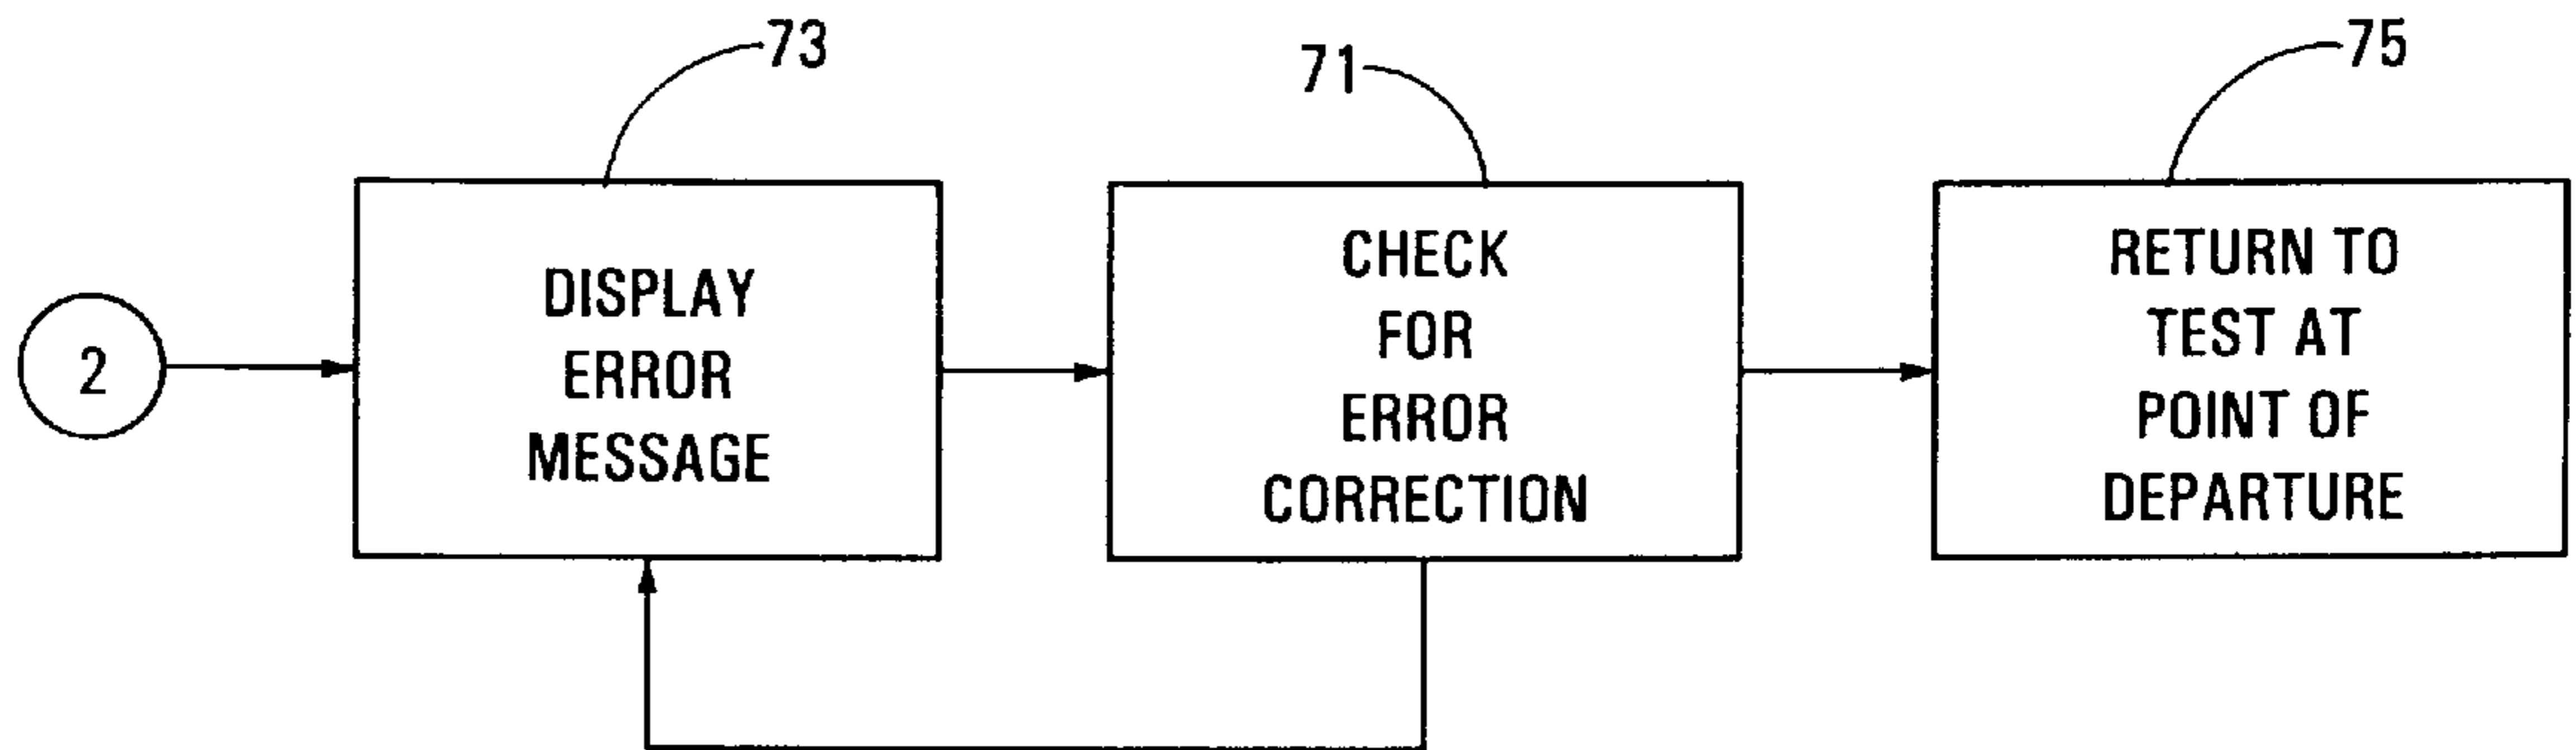 73
71
75
2
DISPLAY
ERROR
MESSAGE
CHECK
FOR
ERROR
CORRECTION
RETURN TO
TEST AT
POINT OF
DEPARTURE